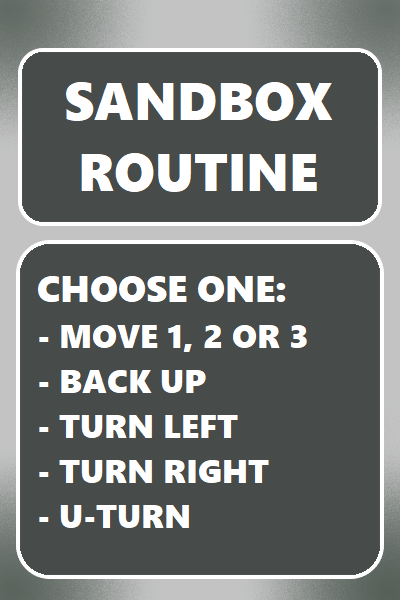 SANDBOX
ROUTINE
CHOOSE ONE:
- MOVE 1, 2 OR 3
- BACK UP
- TURN LEFT
- TURN RIGHT
- U-TURN